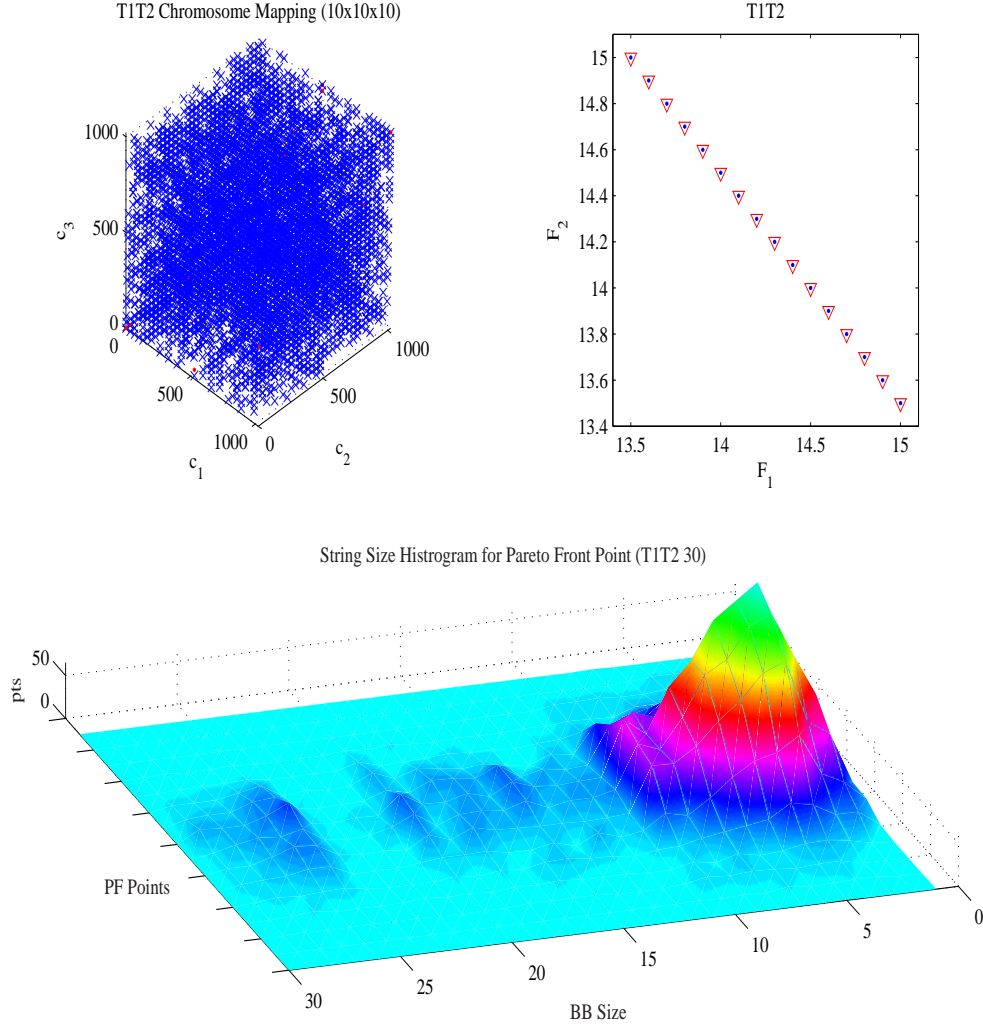 T1T2 Chromosome Mapping (10x10x10)
1000
500
0
c3
0
500
1000
c1
0
500
1000
c2
T1T2
15
14.8
14.6
14.4
14.2
14
13.8
13.6
13.4
F2
13.5
14
14.5
15
F1
String Size Histrogram for Pareto Front Point (T1T2 30)
50
0
pts
PF Points
30
25
20
15
10
5
0
BB Size